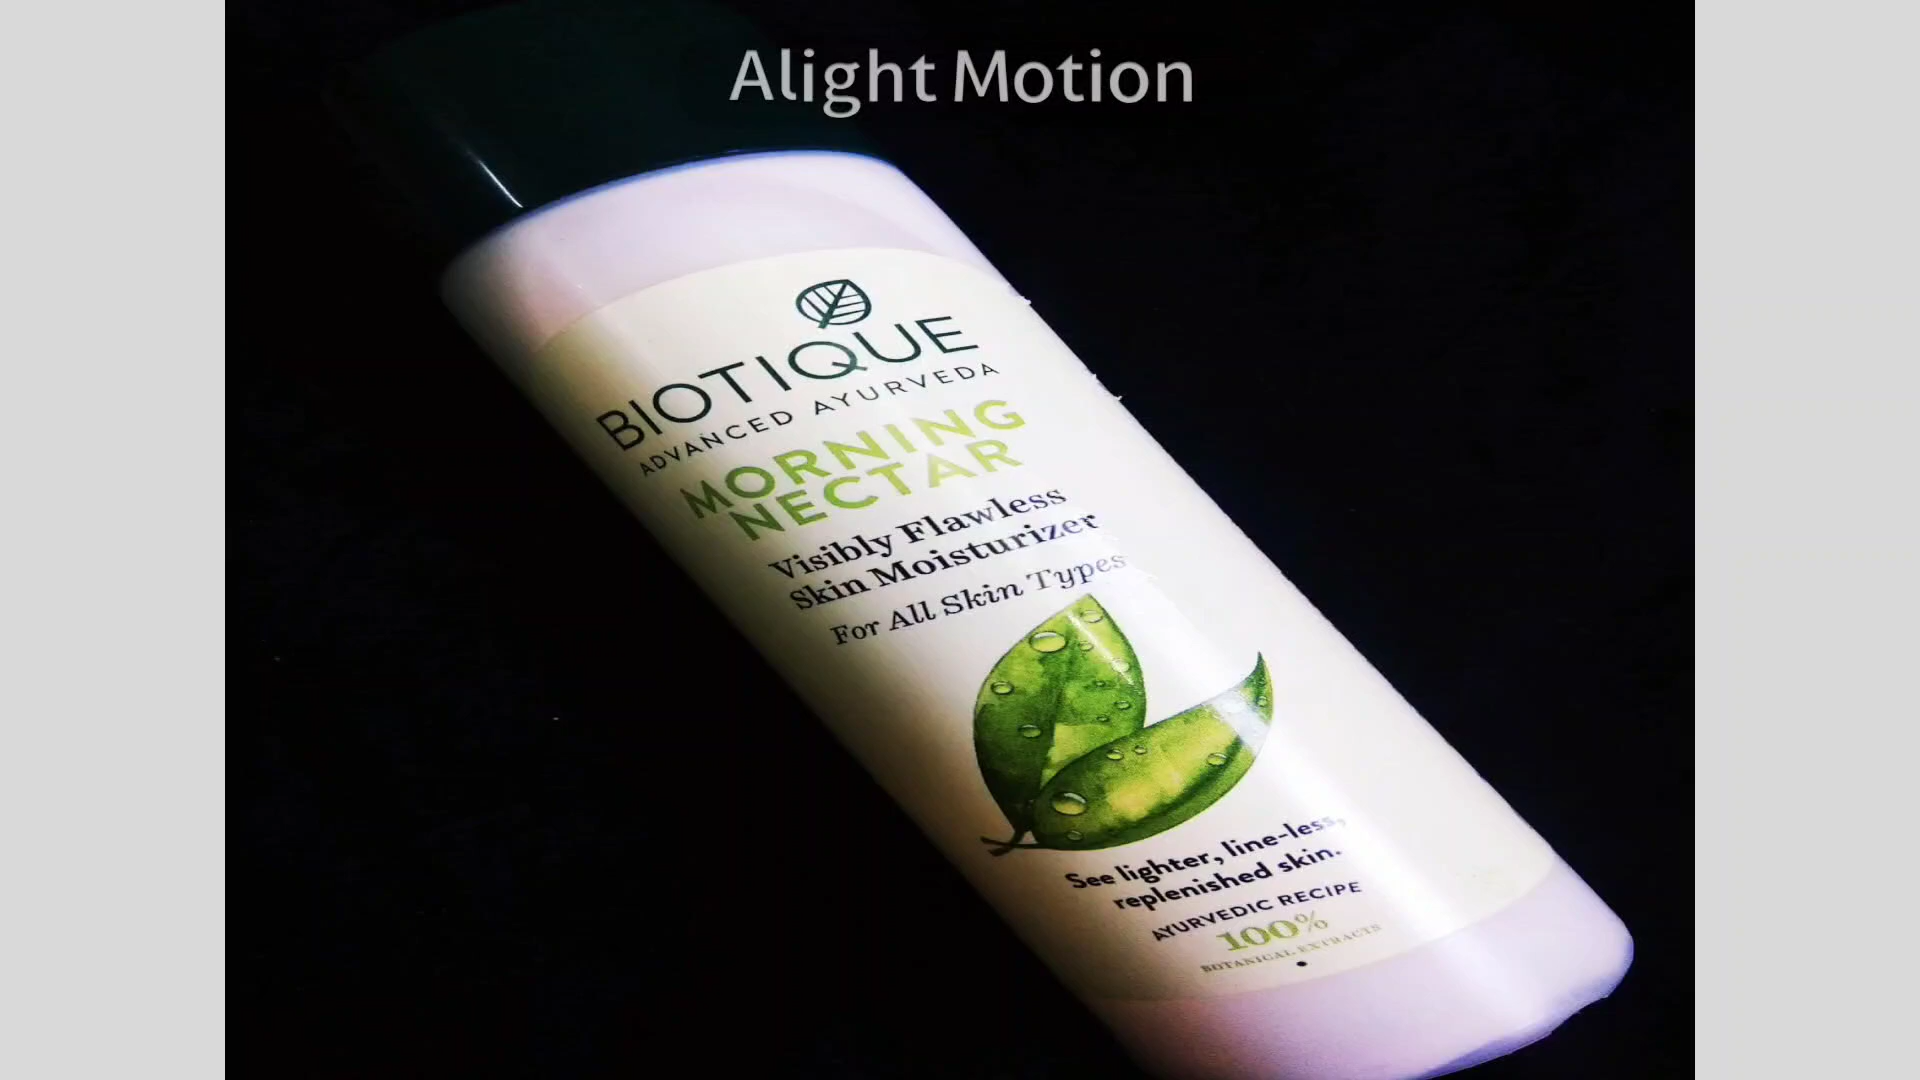 Alight Motion
BIOTIQUE
ADVANCED AYURVEDA
MORNING
NECTAR
Visibly Flawless
Skin Moisturizer
For All Skin Types
See lighter, line-less,
replenished skin.
AYURVEDIC RECIPE
100%
BOTANICAL EXTRACTS